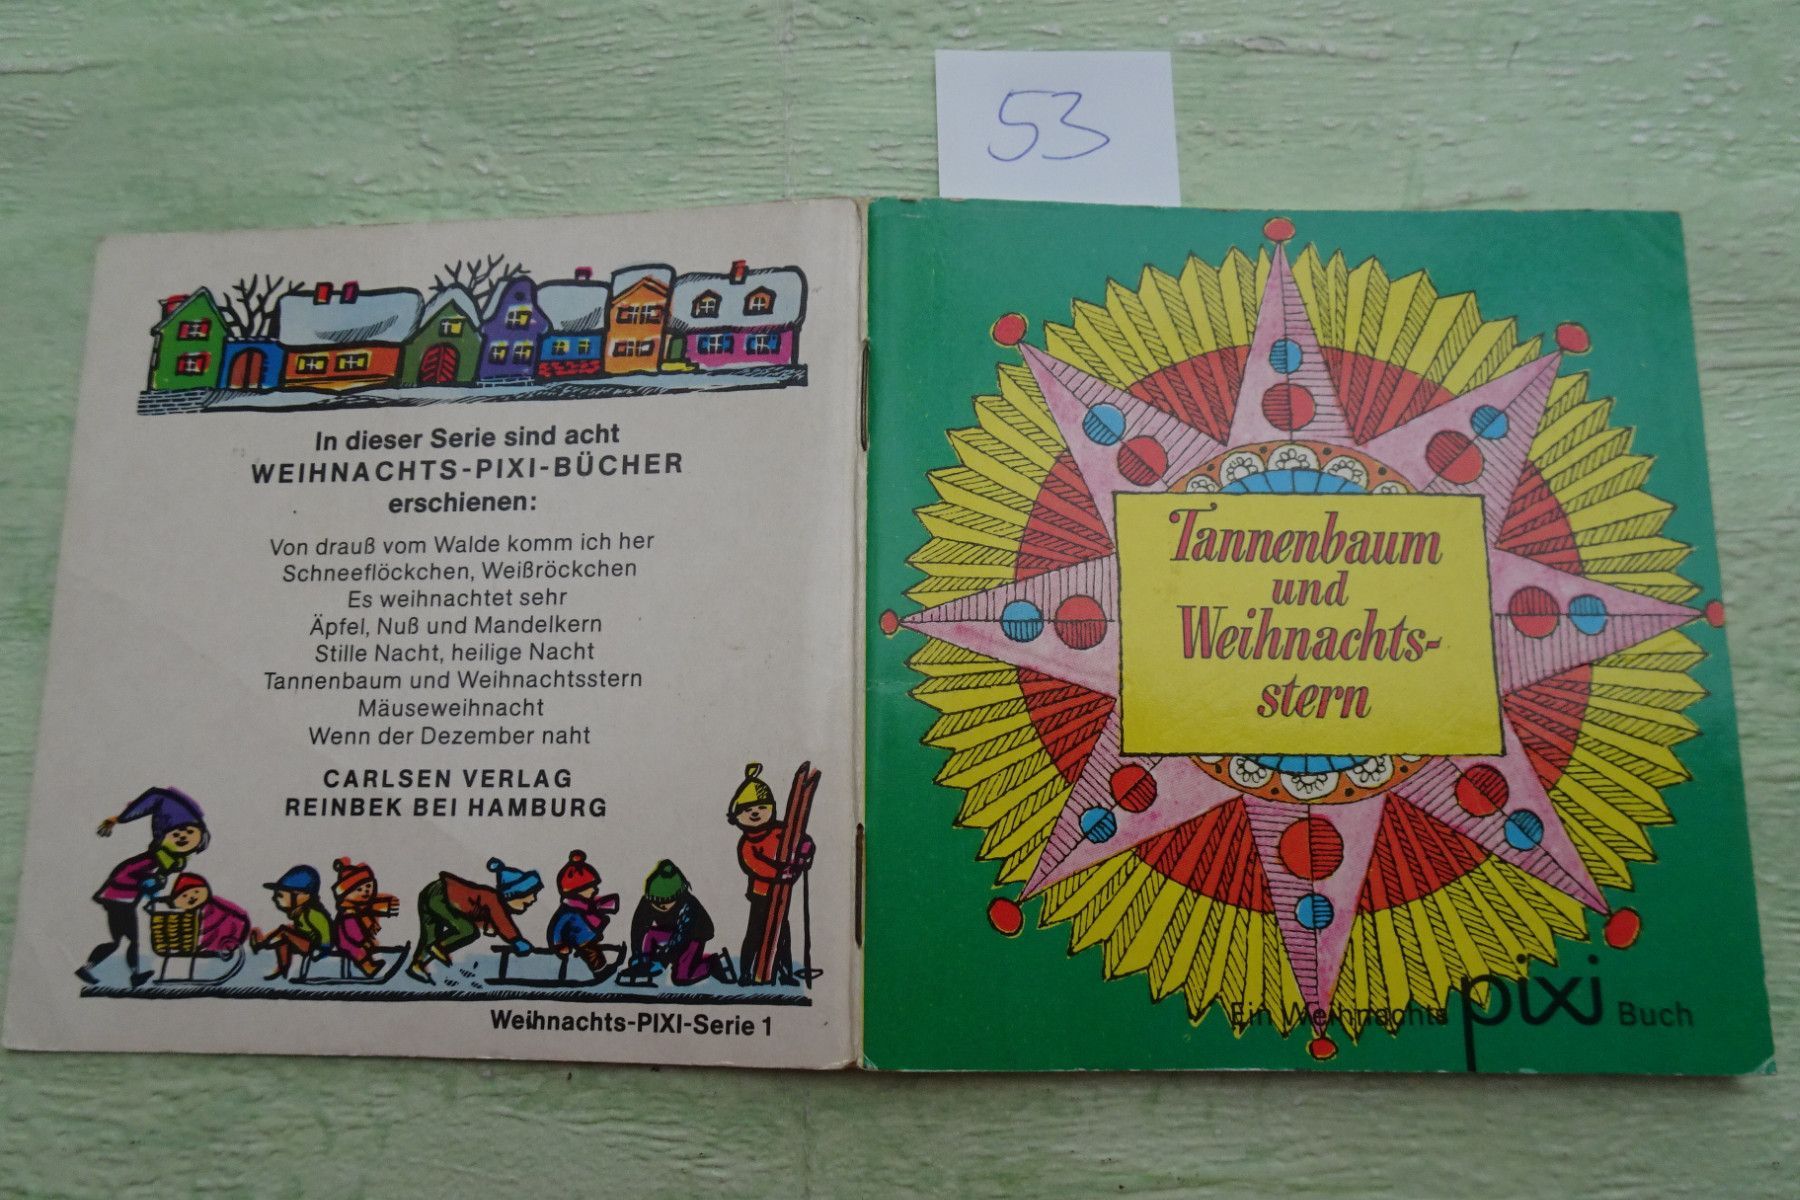 53
In dieser Serie sind acht
WEIHNACHTS-PIXI-BÜCHER
erschienen:
Von drauß vom Walde komm ich her
Schneeflöckchen, Weißröckchen
Es weihnachtet sehr
Äpfel, Nuß und Mandelkern
Stille Nacht, heilige Nacht
Tannenbaum und Weihnachtsstern
Mäuseweihnacht
Wenn der Dezember naht
CARLSEN VERLAG
REINBEK BEI HAMBURG
Weihnachts-PIXI-Serie 1
Tannenbaum
und
Weihnachts-
stern
Ein Weihnachts pixi Buch